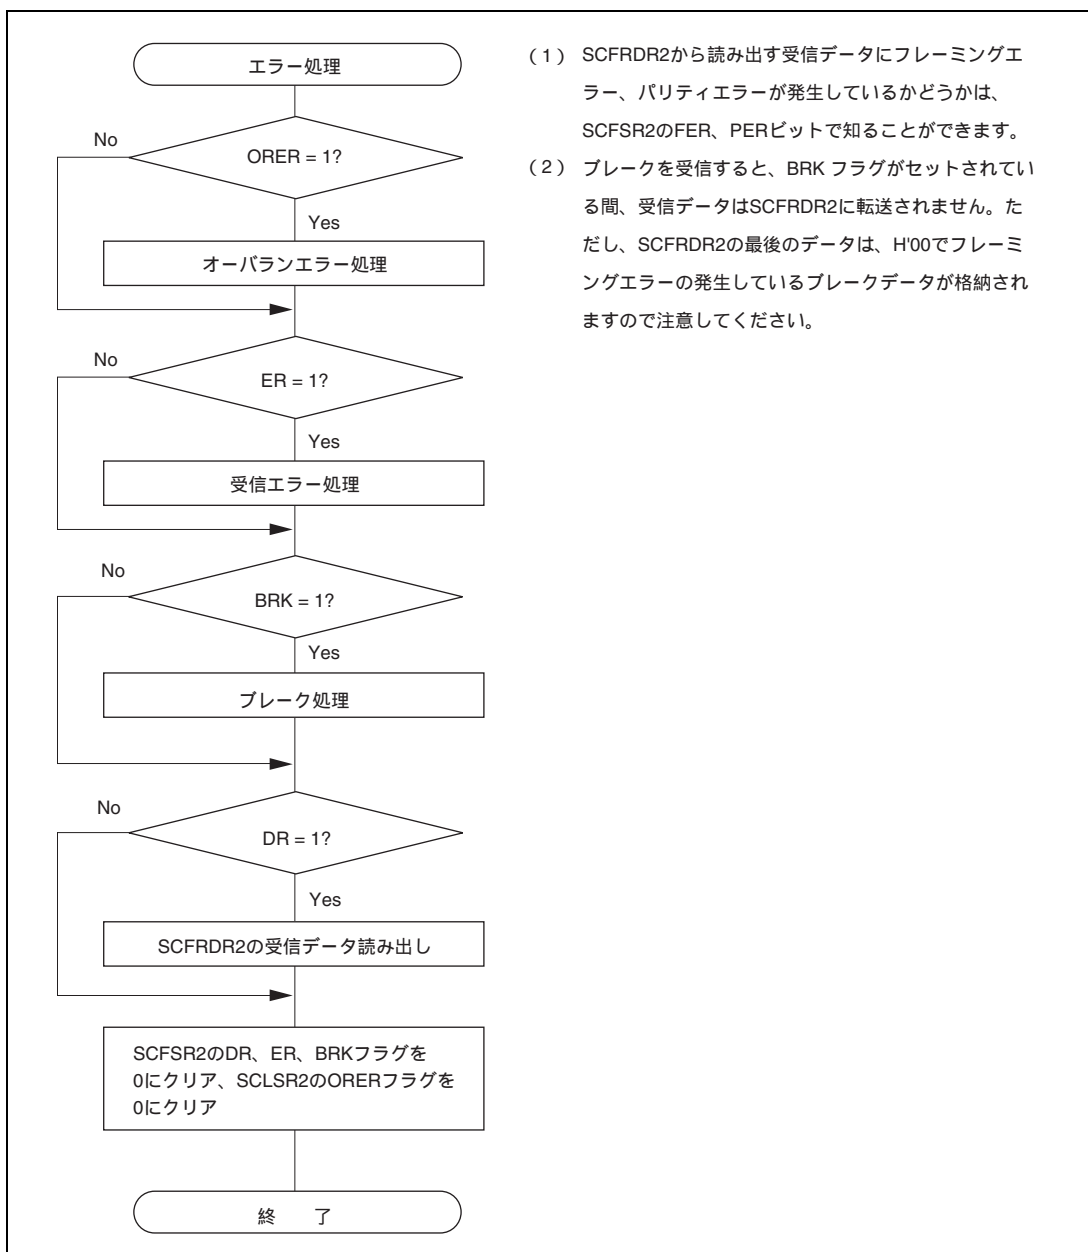 エラー処理
No
ORER = 1?
Yes
オーバランエラー処理
No
ER = 1?
Yes
受信エラー処理
No
BRK = 1?
Yes
ブレーク処理
No
DR = 1?
Yes
SCFRDR2の受信データ読み出し
SCFSR2のDR、ER、BRKフラグを
0にクリア、SCLSR2のORERフラグを
0にクリア
終　了
（1） SCFRDR2から読み出す受信データにフレーミングエ
ラー、パリティエラーが発生しているかどうかは、
SCFSR2のFER、PERビットで知ることができます。
（2） ブレークを受信すると、BRK フラグがセットされてい
る間、受信データはSCFRDR2に転送されません。た
だし、SCFRDR2の最後のデータは、H'00でフレーミ
ングエラーの発生しているブレークデータが格納され
ますので注意してください。